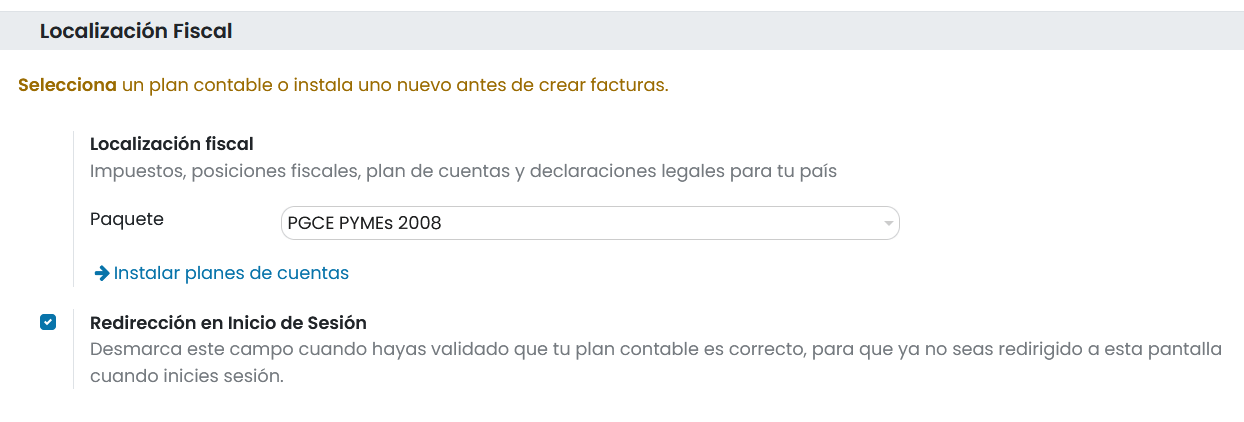 Localización Fiscal
Selecciona un plan contable o instala uno nuevo antes de crear facturas.
Localización fiscal
Impuestos, posiciones fiscales, plan de cuentas y declaraciones legales para tu país
Paquete
PGCE PYMEs 2008
Instalar planes de cuentas
Redirección en Inicio de Sesión
Desmarca este campo cuando hayas validado que tu plan contable es correcto, para que ya no seas redirigido a esta pantalla
cuando inicies sesión.